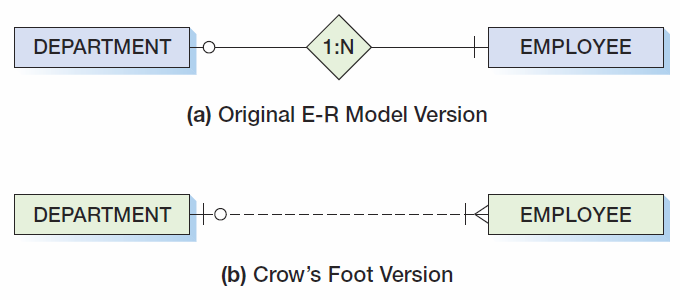 DEPARTMENT 1:N EMPLOYEE
(a) Original E-R Model Version
DEPARTMENT EMPLOYEE
(b) Crow's Foot Version